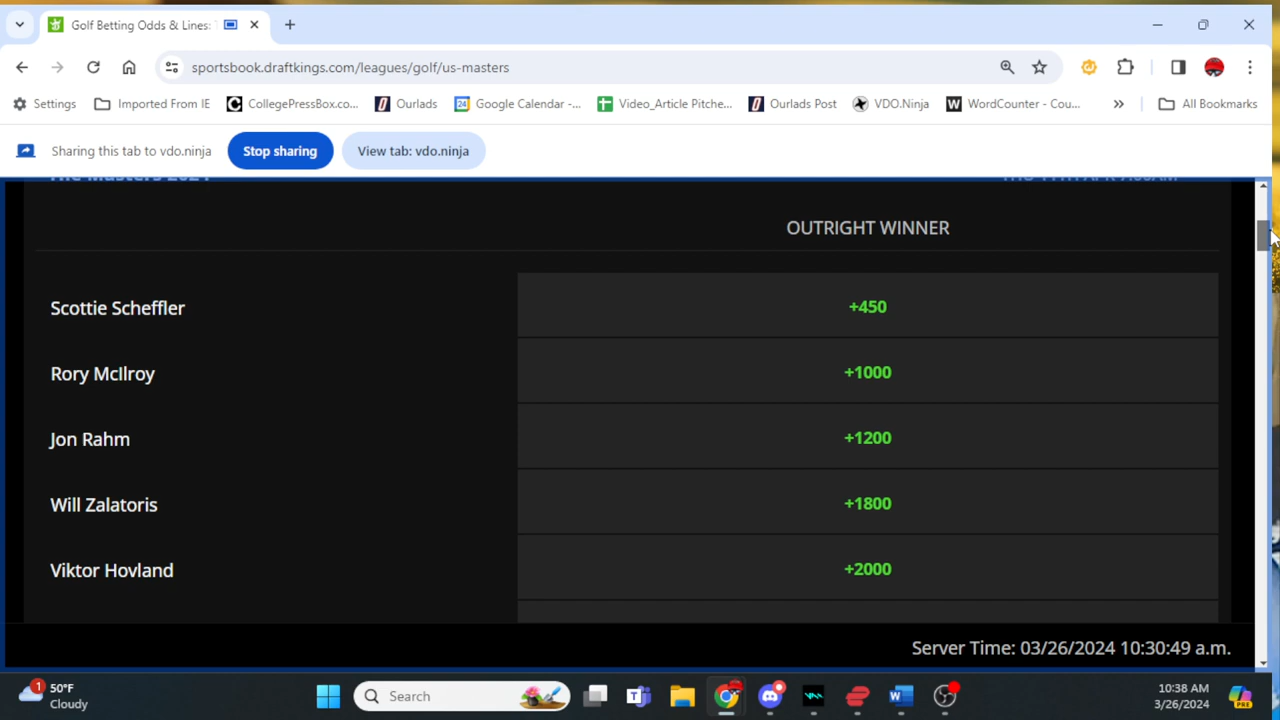 Golf Betting Odds & Lines:
sportsbook.draftkings.com/leagues/golf/us-masters
Settings Imported From IE CollegePressBox.co... Ourlads Google Calendar -... Video_Article Pitche... Ourlads Post VDO.Ninja WordCounter - Cou... » All Bookmarks
Sharing this tab to vdo.ninja Stop sharing View tab: vdo.ninja
OUTRIGHT WINNER
Scottie Scheffler +450
Rory McIlroy +1000
Jon Rahm +1200
Will Zalatoris +1800
Viktor Hovland +2000
Server Time: 03/26/2024 10:30:49 a.m.
1 50°F
Cloudy
Search
10:38 AM
3/26/2024
PRE